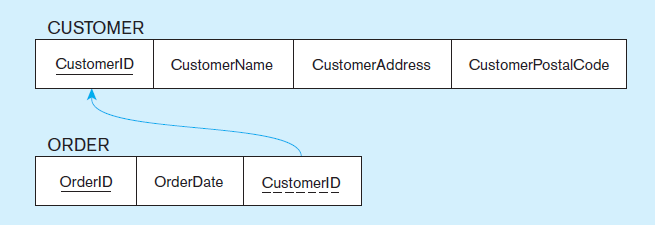 CUSTOMER
CustomerID CustomerName CustomerAddress CustomerPostalCode
ORDER
OrderID OrderDate CustomerID